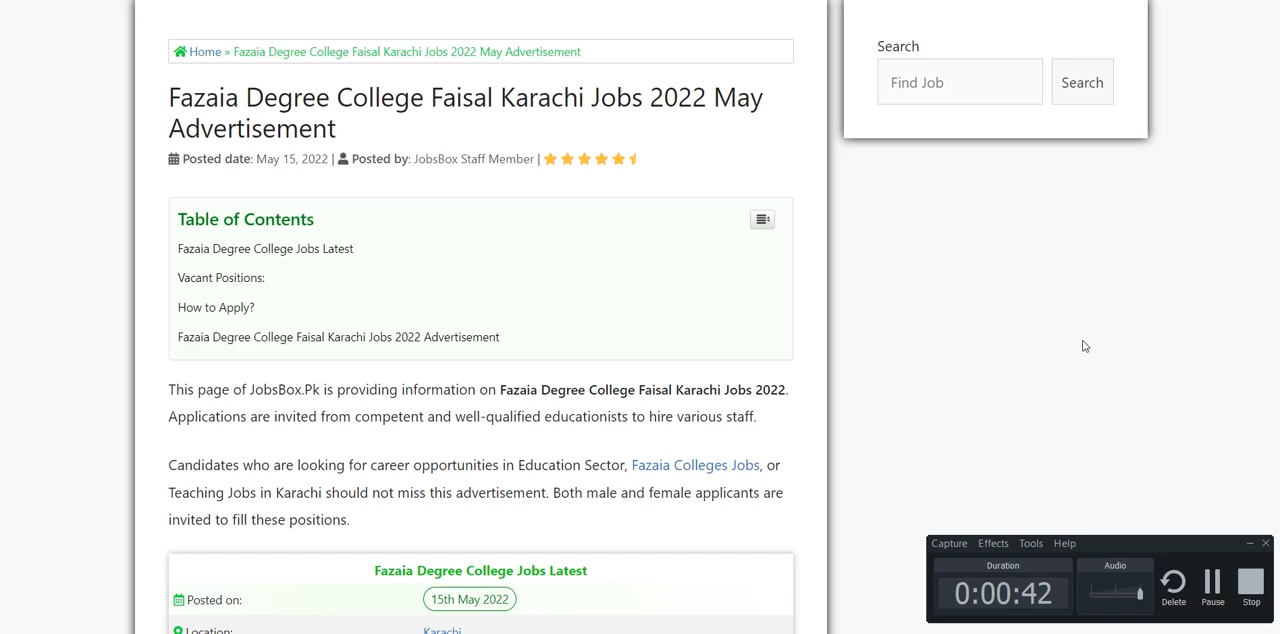 Home » Fazaia Degree College Faisal Karachi Jobs 2022 May Advertisement
Fazaia Degree College Faisal Karachi Jobs 2022 May
Advertisement
Posted date: May 15, 2022 | Posted by: JobsBox Staff Member |
Table of Contents
Fazaia Degree College Jobs Latest
Vacant Positions:
How to Apply?
Fazaia Degree College Faisal Karachi Jobs 2022 Advertisement
This page of JobsBox.Pk is providing information on Fazaia Degree College Faisal Karachi Jobs 2022.
Applications are invited from competent and well-qualified educationists to hire various staff.
Candidates who are looking for career opportunities in Education Sector, Fazaia Colleges Jobs, or
Teaching Jobs in Karachi should not miss this advertisement. Both male and female applicants are
invited to fill these positions.
Fazaia Degree College Jobs Latest
Posted on: 15th May 2022
Location: Karachi
Search
Find Job Search
Capture Effects Tools Help
Duration Audio
0:00:42
Delete Pause Stop